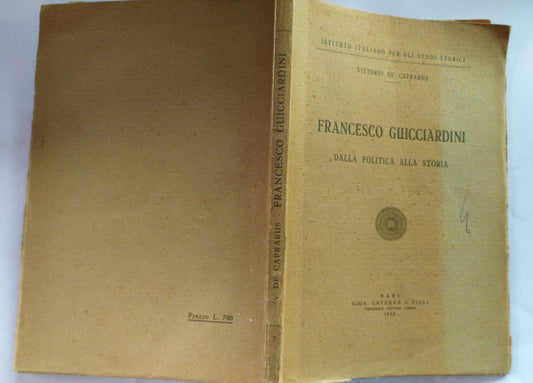 Prezzo L. 700
V. DE CAPRARIIS - FRANCESCO GUICCIARDINI
ISTITUTO ITALIANO PER GLI STUDI STORICI
VITTORIO DE CAPRARIIS
FRANCESCO GUICCIARDINI
DALLA POLITICA ALLA STORIA
BARI
GIUS. LATERZA & FIGLI